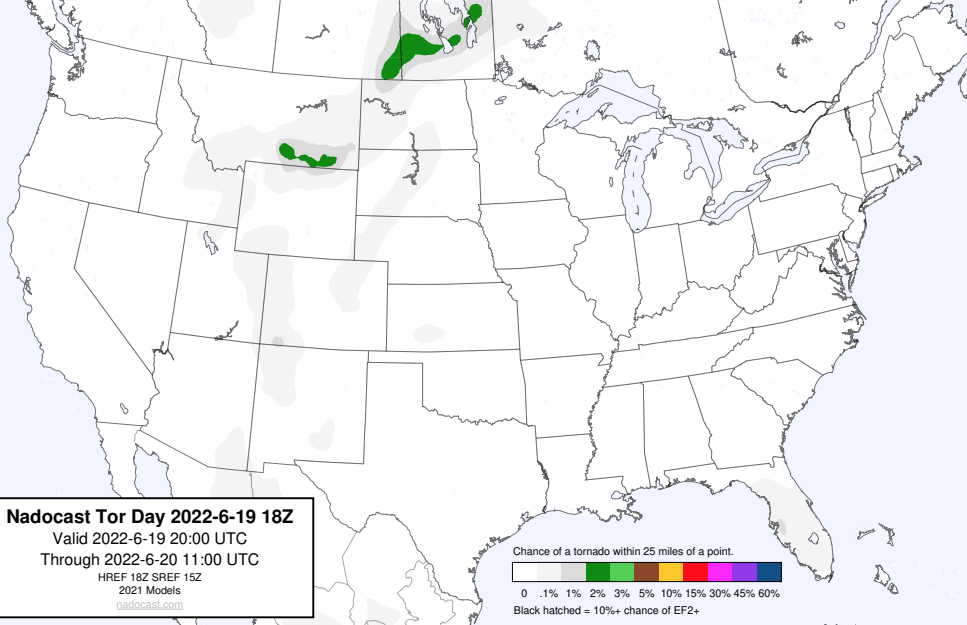 Nadocast Tor Day 2022-6-19 18Z
Valid 2022-6-19 20:00 UTC
Through 2022-6-20 11:00 UTC
HREF 18Z SREF 15Z
2021 Models
nadocast.com
Chance of a tornado within 25 miles of a point.
0 .1% 1% 2% 3% 5% 10% 15% 30% 45% 60%
Black hatched = 10%+ chance of EF2+